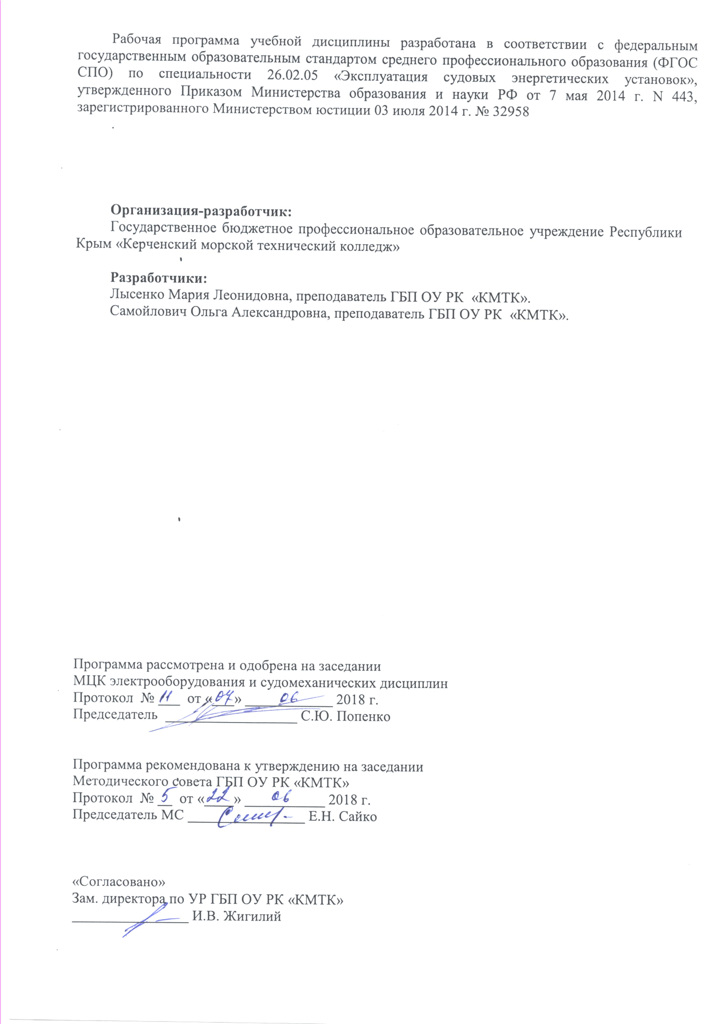 Рабочая программа учебной дисциплины разработана в соответствии с федеральным
государственным образовательным стандартом среднего профессионального образования (ФГОС
СПО) по специальности 26.02.05 «Эксплуатация судовых энергетических установок»,
утвержденного Приказом Министерства образования и науки РФ от 7 мая 2014 г. N 443,
зарегистрированного Министерством юстиции 03 июля 2014 г. № 32958
Организация-разработчик:
Государственное бюджетное профессиональное образовательное учреждение Республики
Крым «Керченский морской технический колледж»
Разработчики:
Лысенко Мария Леонидовна, преподаватель ГБП ОУ РК «КМТК».
Самойлович Ольга Александровна, преподаватель ГБП ОУ РК «КМТК».
Программа рассмотрена и одобрена на заседании
МЦК электрооборудования и судомеханических дисциплин
Протокол № 11 от «07» 06 2018 г.
Председатель ___ С.Ю. Попенко
Программа рекомендована к утверждению на заседании
Методического совета ГБП ОУ РК «КМТК»
Протокол № 5 от «22» 06 2018 г.
Председатель МС ___ Е.Н. Сайко
«Согласовано»
Зам. директора по УР ГБП ОУ РК «КМТК»
___ И.В. Жигилий